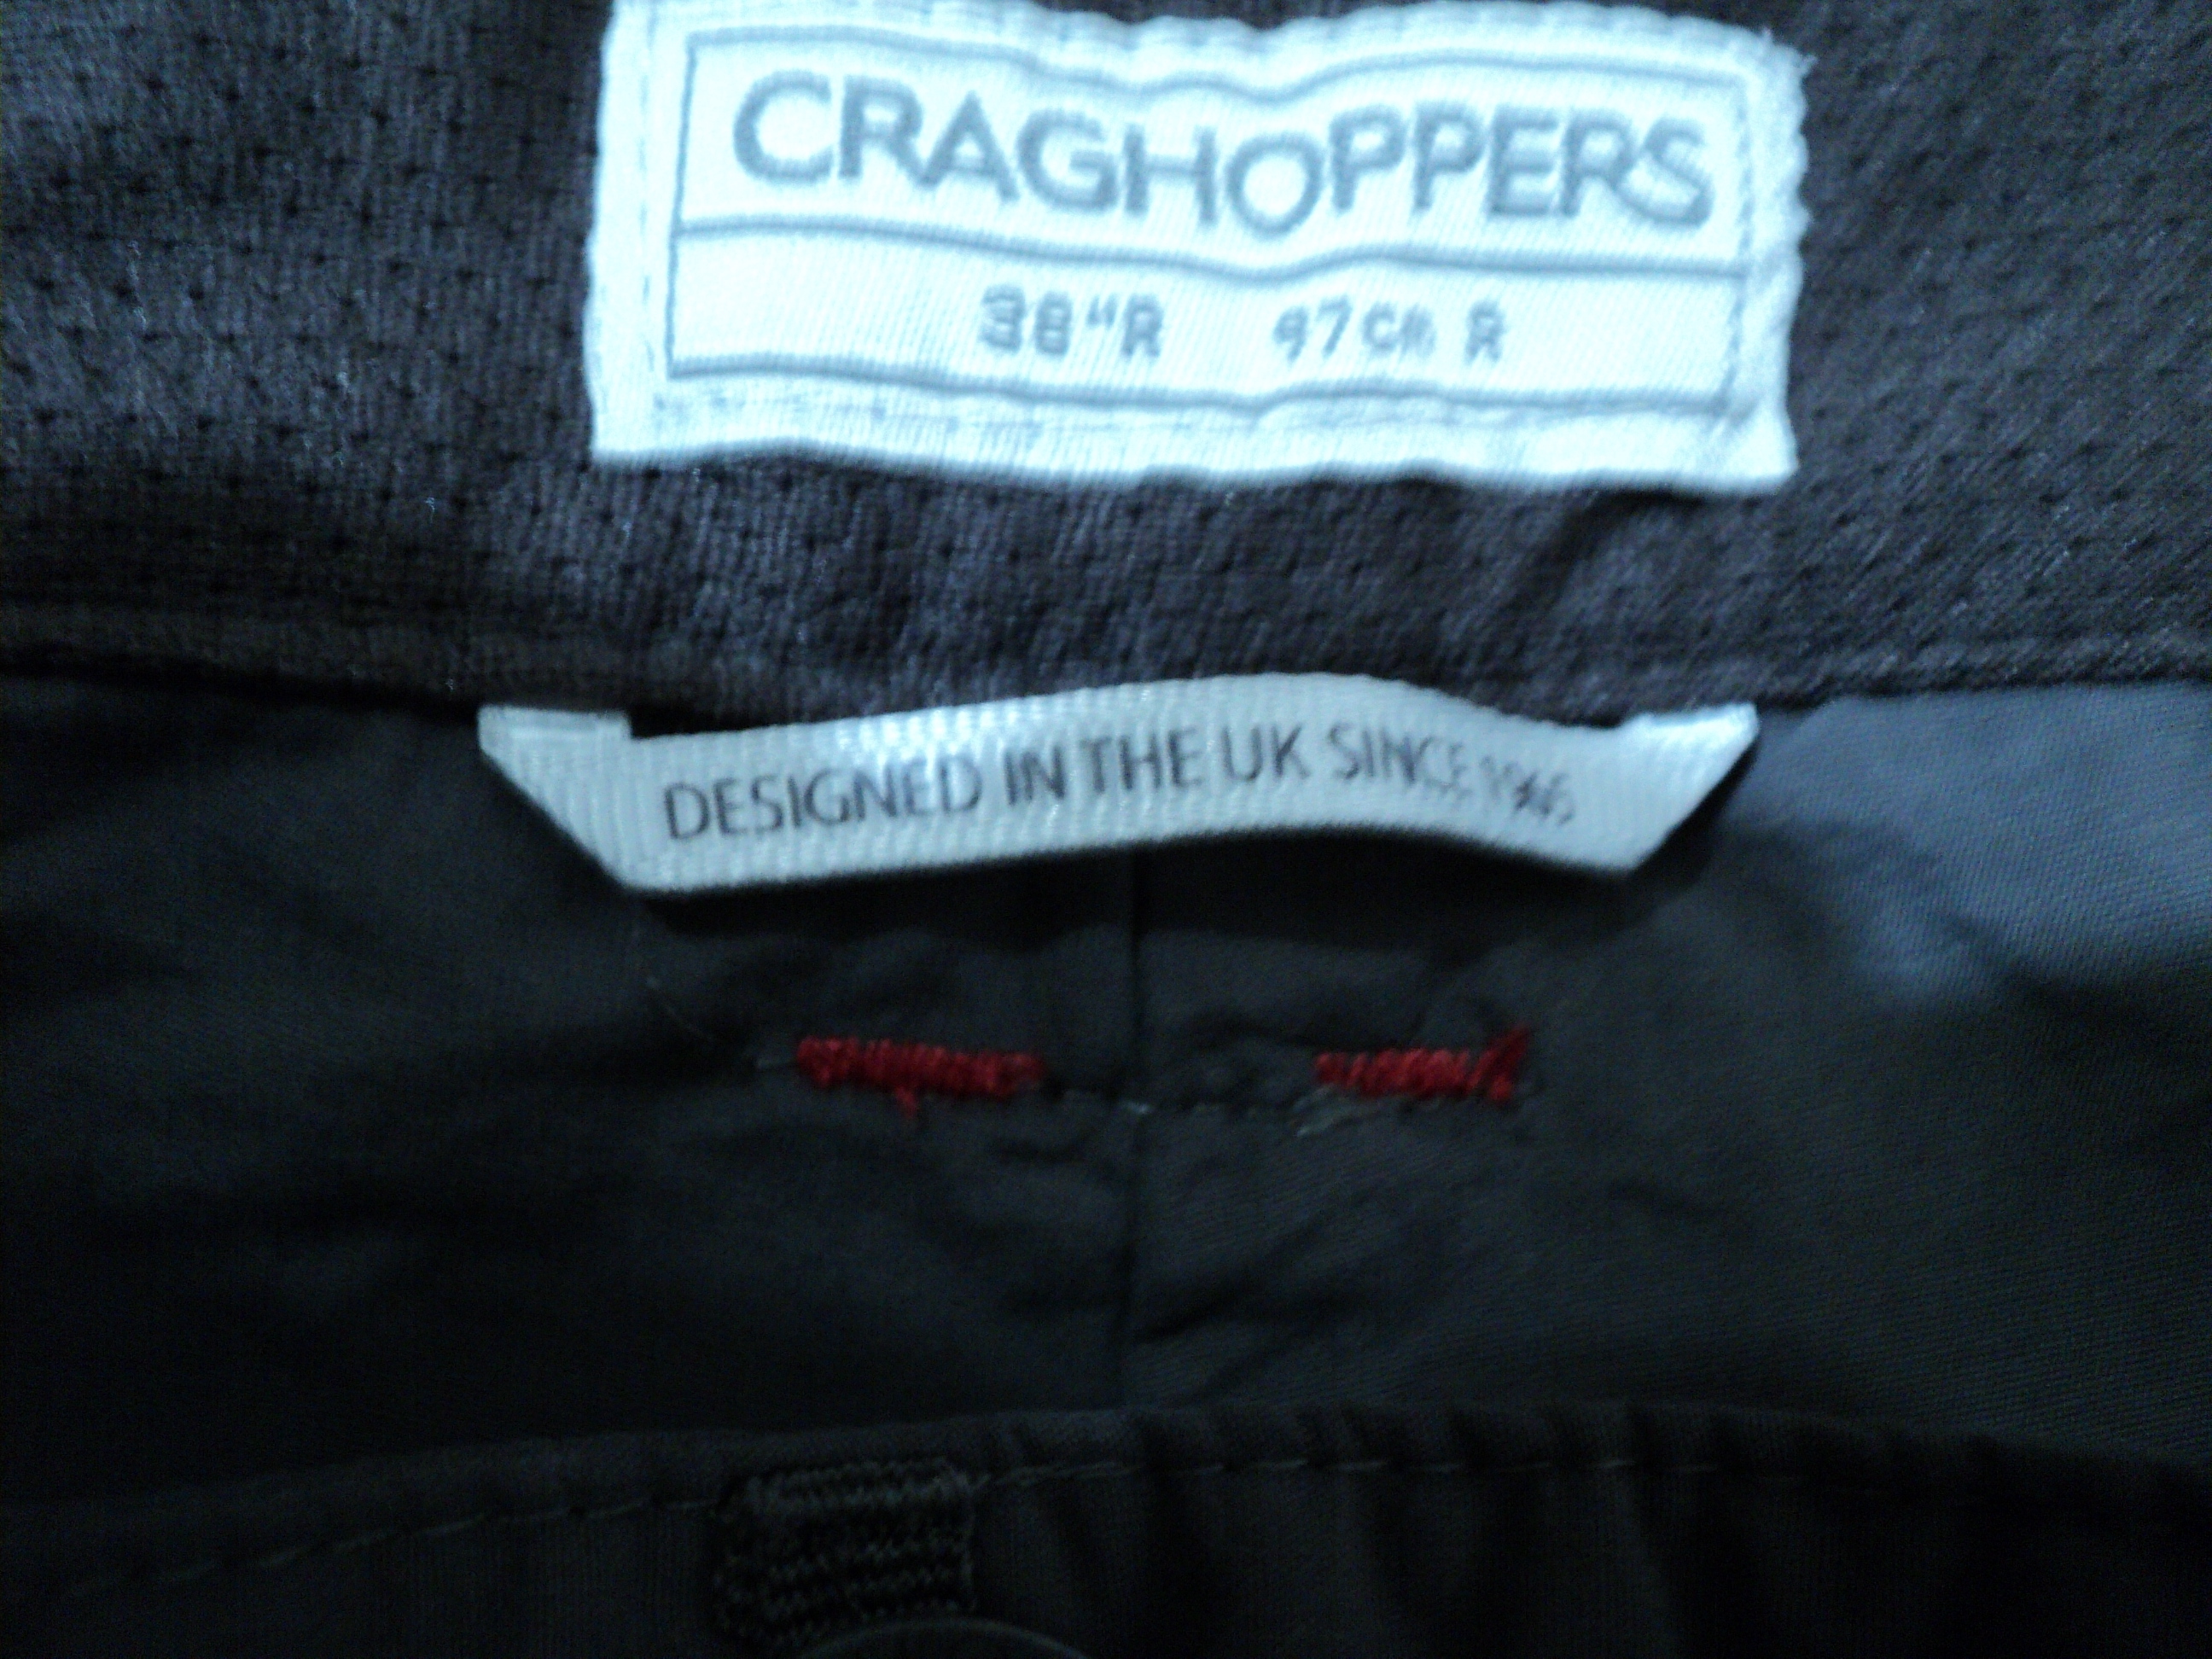 CRAGHOPPERS
38"R 97cm R
DESIGNED IN THE UK SINCE 1965